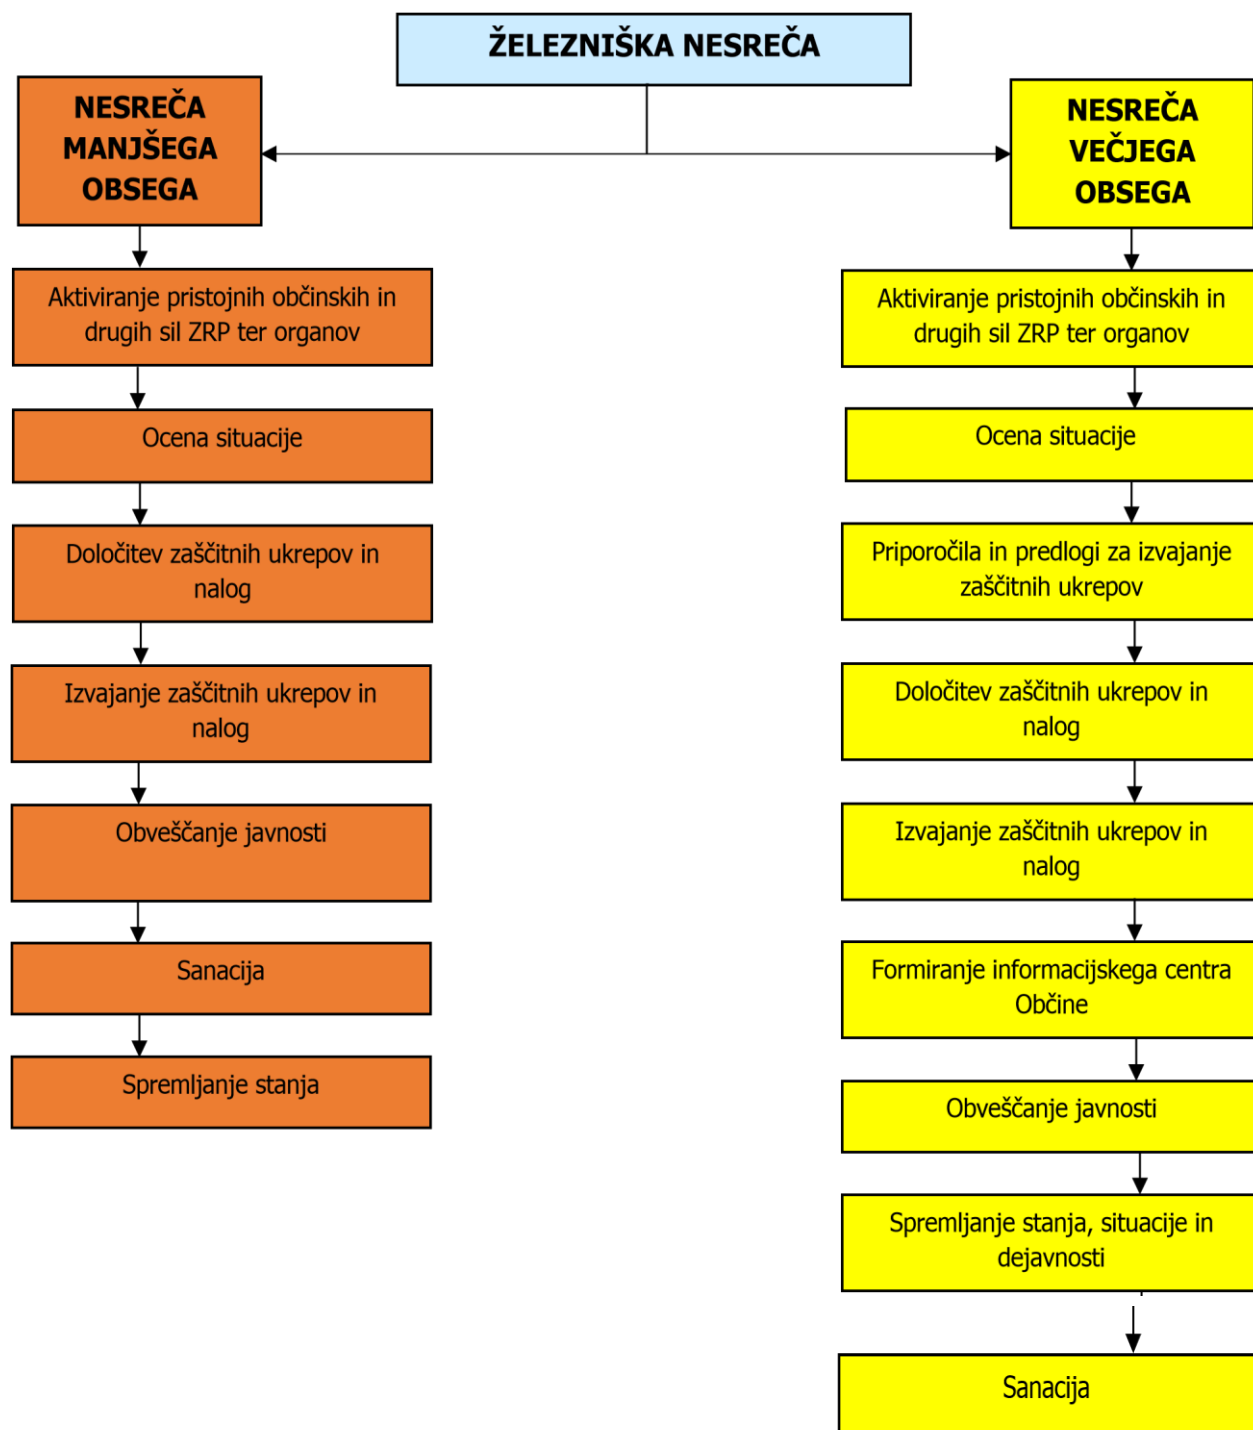 ŽELEZNIŠKA NESREČA
NESREČA
MANJŠEGA
OBSEGA
Aktiviranje pristojnih občinskih in
drugih sil ZRP ter organov
Ocena situacije
Določitev zaščitnih ukrepov in
nalog
Izvajanje zaščitnih ukrepov in
nalog
Obveščanje javnosti
Sanacija
Spremljanje stanja
NESREČA
VEČJEGA
OBSEGA
Aktiviranje pristojnih občinskih in
drugih sil ZRP ter organov
Ocena situacije
Priporočila in predlogi za izvajanje
zaščitnih ukrepov
Določitev zaščitnih ukrepov in
nalog
Izvajanje zaščitnih ukrepov in
nalog
Formiranje informacijskega centra
Občine
Obveščanje javnosti
Spremljanje stanja, situacije in
dejavnosti
Sanacija